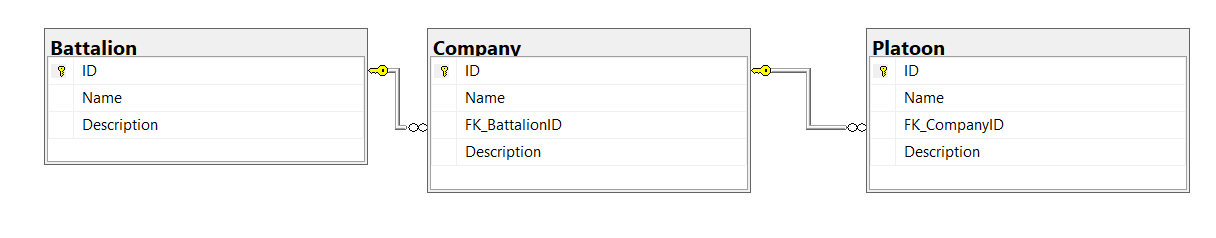 Battalion
ID
Name
Description
Company
ID
Name
FK_BattalionID
Description
Platoon
ID
Name
FK_CompanyID
Description